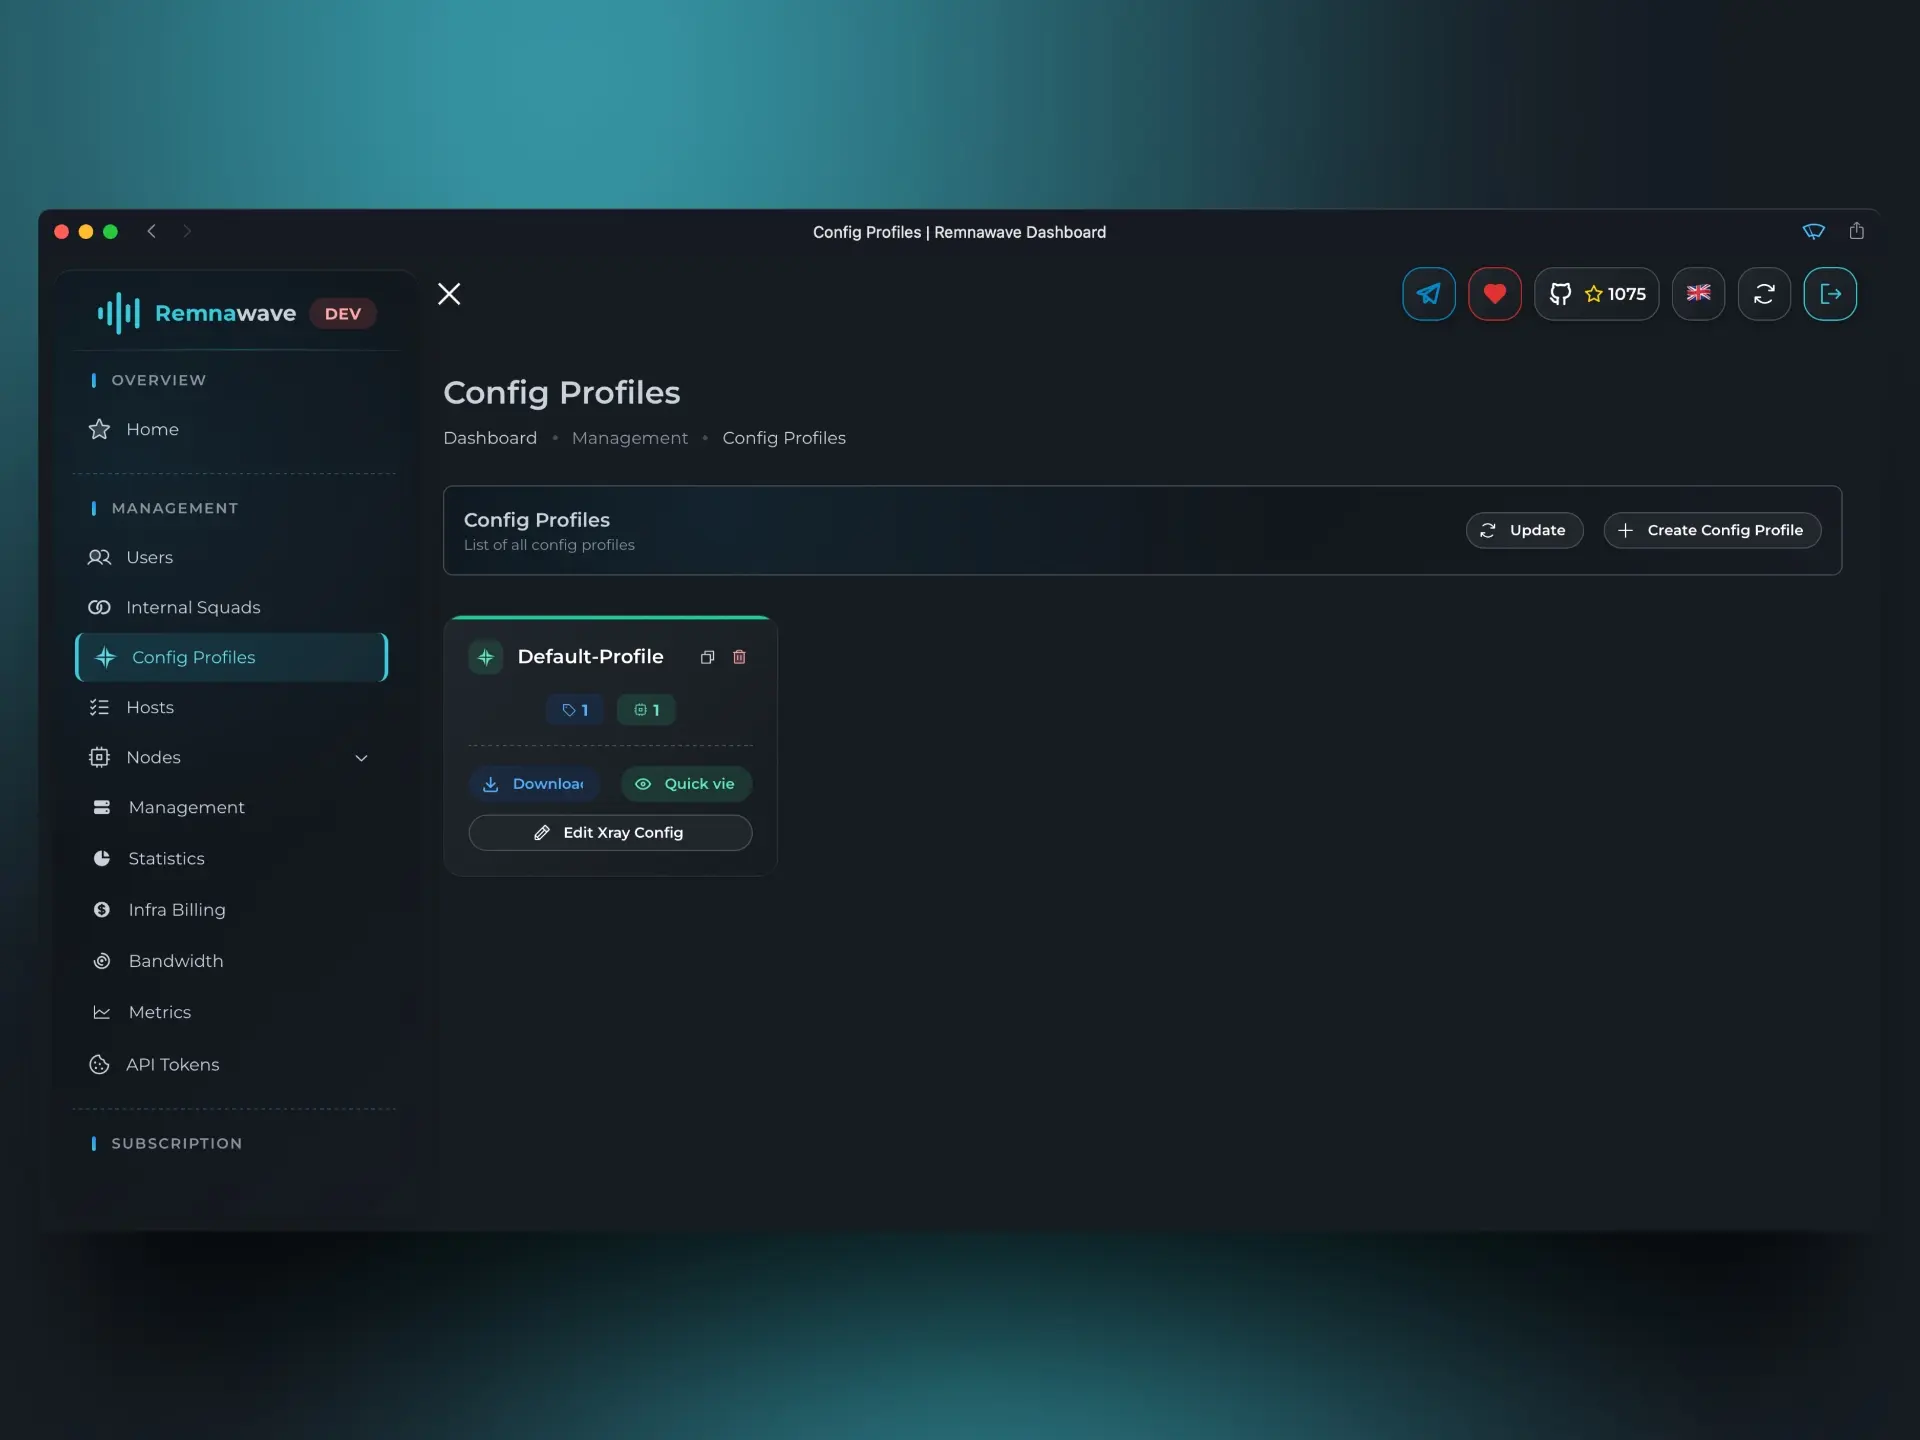 Config Profiles | Remnawave Dashboard
Remnawave DEV
1075
OVERVIEW
Home
MANAGEMENT
Users
Internal Squads
Config Profiles
Hosts
Nodes
Management
Statistics
Infra Billing
Bandwidth
Metrics
API Tokens
SUBSCRIPTION
Config Profiles
Dashboard • Management • Config Profiles
Config Profiles
List of all config profiles
Update
Create Config Profile
Default-Profile
1 1
Downloa
Quick vie
Edit Xray Config